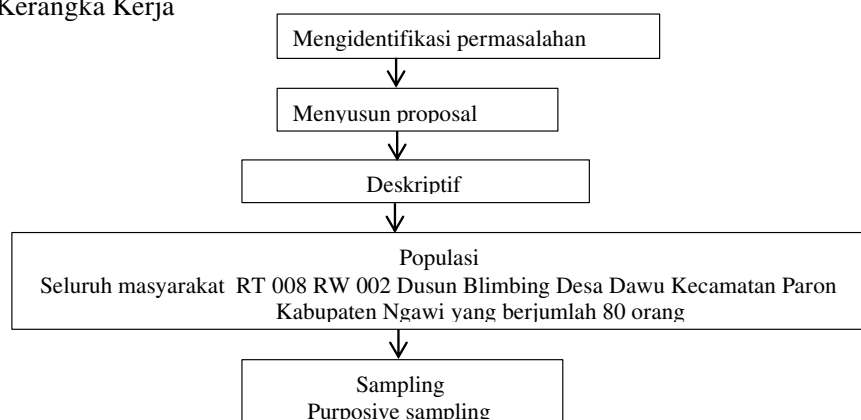 Kerangka Kerja
Mengidentifikasi permasalahan
Menyusun proposal
Deskriptif
Populasi
Seluruh masyarakat RT 008 RW 002 Dusun Blimbing Desa Dawu Kecamatan Paron
Kabupaten Ngawi yang berjumlah 80 orang
Sampling
Purposive sampling